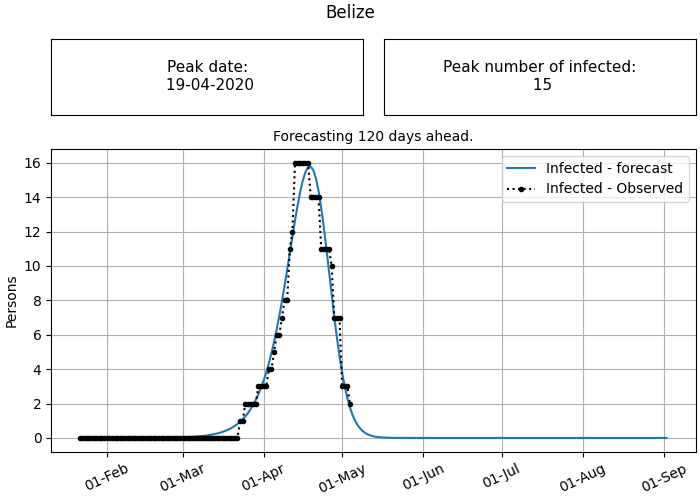 Belize
Peak date:
19-04-2020
Peak number of infected:
15
Forecasting 120 days ahead.
Infected - forecast
Infected - Observed
Persons
16
14
12
10
8
6
4
2
0
01-Feb
01-Mar
01-Apr
01-May
01-Jun
01-Jul
01-Aug
01-Sep